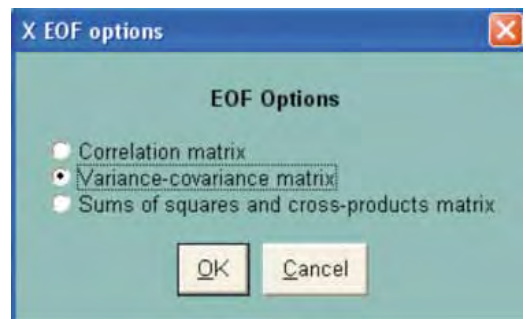 X EOF options
EOF Options
Correlation matrix
Variance-covariance matrix
Sums of squares and cross-products matrix
OK Cancel